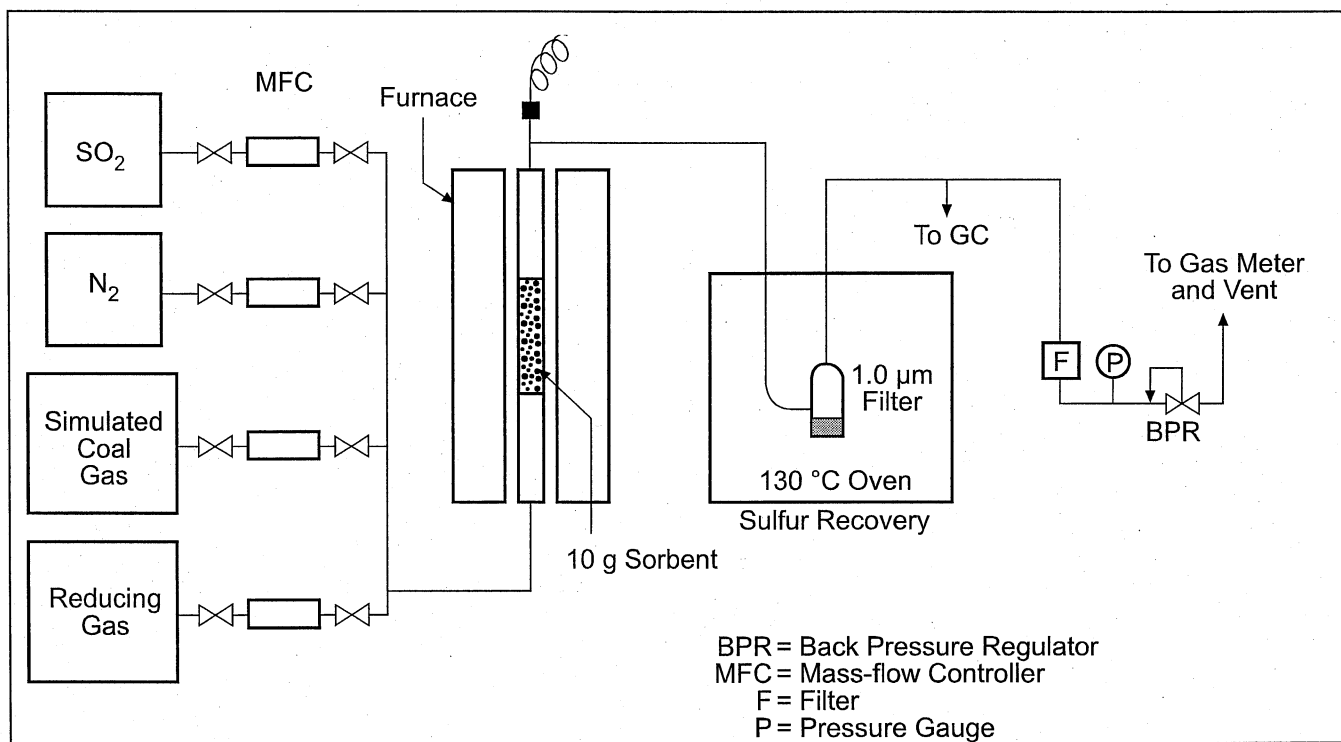 MFC
Furnace
SO2
N2
Simulated
Coal
Gas
Reducing
Gas
10 g Sorbent
To GC
1.0 µm
Filter
130 °C Oven
Sulfur Recovery
To Gas Meter
and Vent
F
P
BPR
BPR = Back Pressure Regulator
MFC = Mass-flow Controller
F = Filter
P = Pressure Gauge